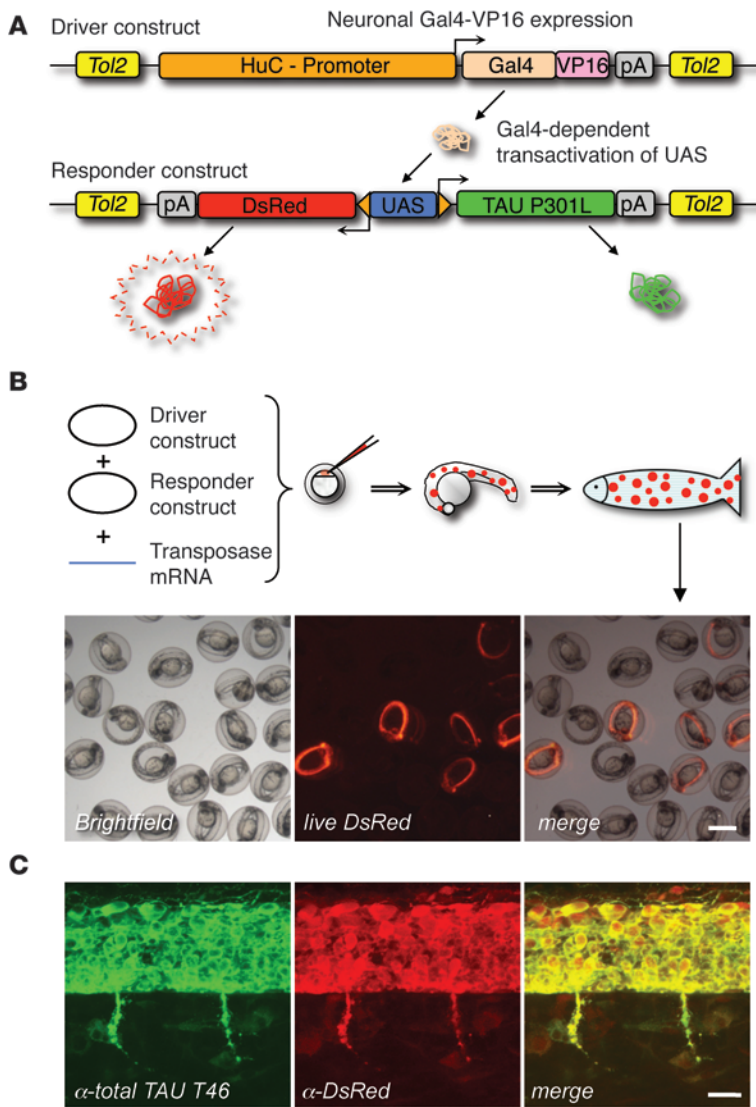 A
Driver construct
Neuronal Gal4-VP16 expression
Tol2
HuC - Promoter
Gal4
VP16
pA
Tol2
Gal4-dependent
transactivation of UAS
Responder construct
Tol2
pA
DsRed
UAS
TAU P301L
pA
Tol2
B
Driver
construct
+
Responder
construct
+
Transposase
mRNA
Brightfield
live DsRed
merge
C
α-total TAU T46
α-DsRed
merge